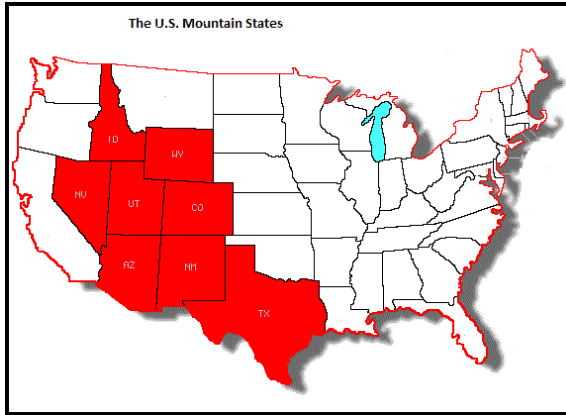 The U.S. Mountain States
ID
WY
NV
UT
CO
AZ
NM
TX